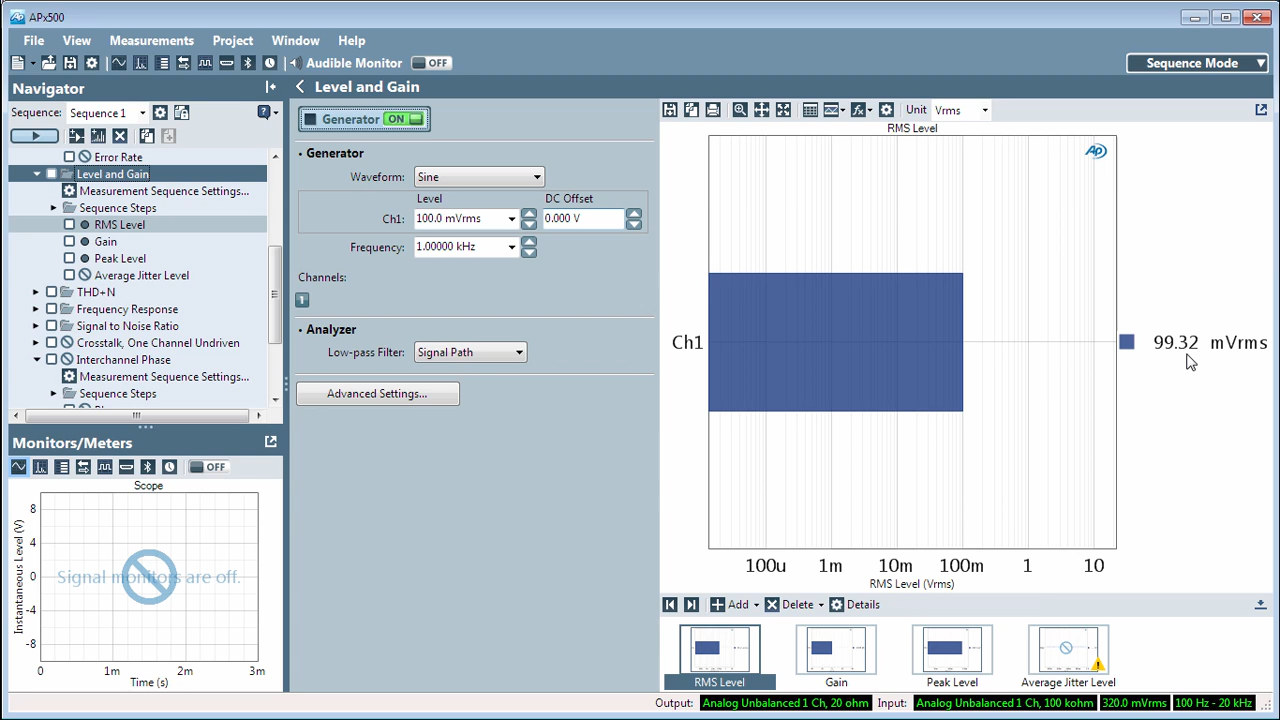 APx500
File View Measurements Project Window Help
Audible Monitor OFF
Sequence Mode
Navigator
Sequence: Sequence 1
Error Rate
Level and Gain
Measurement Sequence Settings...
Sequence Steps
RMS Level
Gain
Peak Level
Average Jitter Level
THD+N
Frequency Response
Signal to Noise Ratio
Crosstalk, One Channel Undriven
Interchannel Phase
Measurement Sequence Settings...
Sequence Steps
Monitors/Meters
OFF
Scope
Instantaneous Level (V)
8
4
0
-4
-8
Signal monitors are off.
0 1m 2m 3m
Time (s)
Level and Gain
Generator ON
Generator
Waveform: Sine
Level DC Offset
Ch1: 100.0 mVrms 0.000 V
Frequency: 1.00000 kHz
Channels:
1
Analyzer
Low-pass Filter: Signal Path
Advanced Settings...
Unit Vrms
RMS Level
AP
Ch1
99.32 mVrms
100u 1m 10m 100m 1 10
RMS Level (Vrms)
Add Delete Details
RMS Level Gain Peak Level Average Jitter Level
Output: Analog Unbalanced 1 Ch, 20 ohm Input: Analog Unbalanced 1 Ch, 100 kohm 320.0 mVrms 100 Hz - 20 kHz